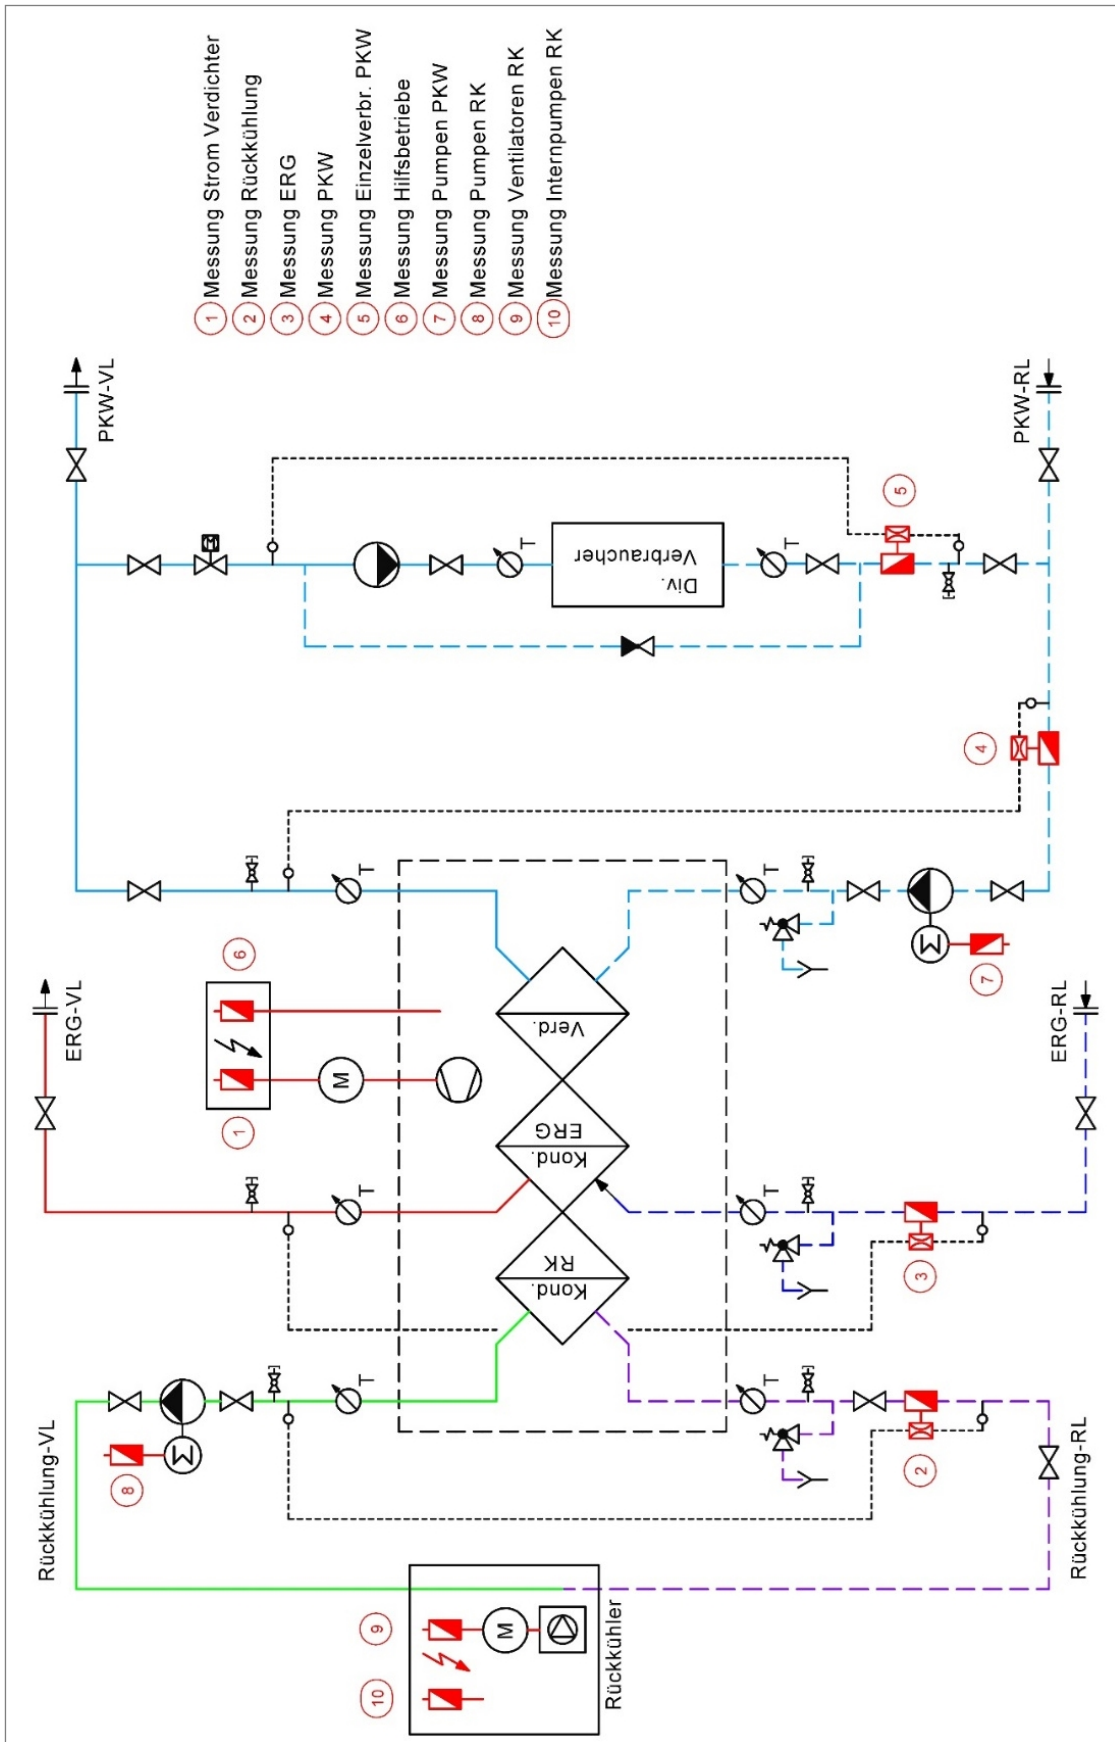 1 Messung Strom Verdichter
2 Messung Rückkühlung
3 Messung ERG
4 Messung PKW
5 Messung Einzelverbr. PKW
6 Messung Hilfsbetriebe
7 Messung Pumpen PKW
8 Messung Pumpen RK
9 Messung Ventilatoren RK
10 Messung Internpumpen RK
Rückkühlung-VL
ERG-VL
PKW-VL
8
1
6
M
M
M
T
T
T
T
10
9
M
Rückkühler
Kond.
RK
Kond.
ERG
Verd.
Div.
Verbraucher
T
T
T
T
2
3
7
M
4
5
Rückkühlung-RL
ERG-RL
PKW-RL